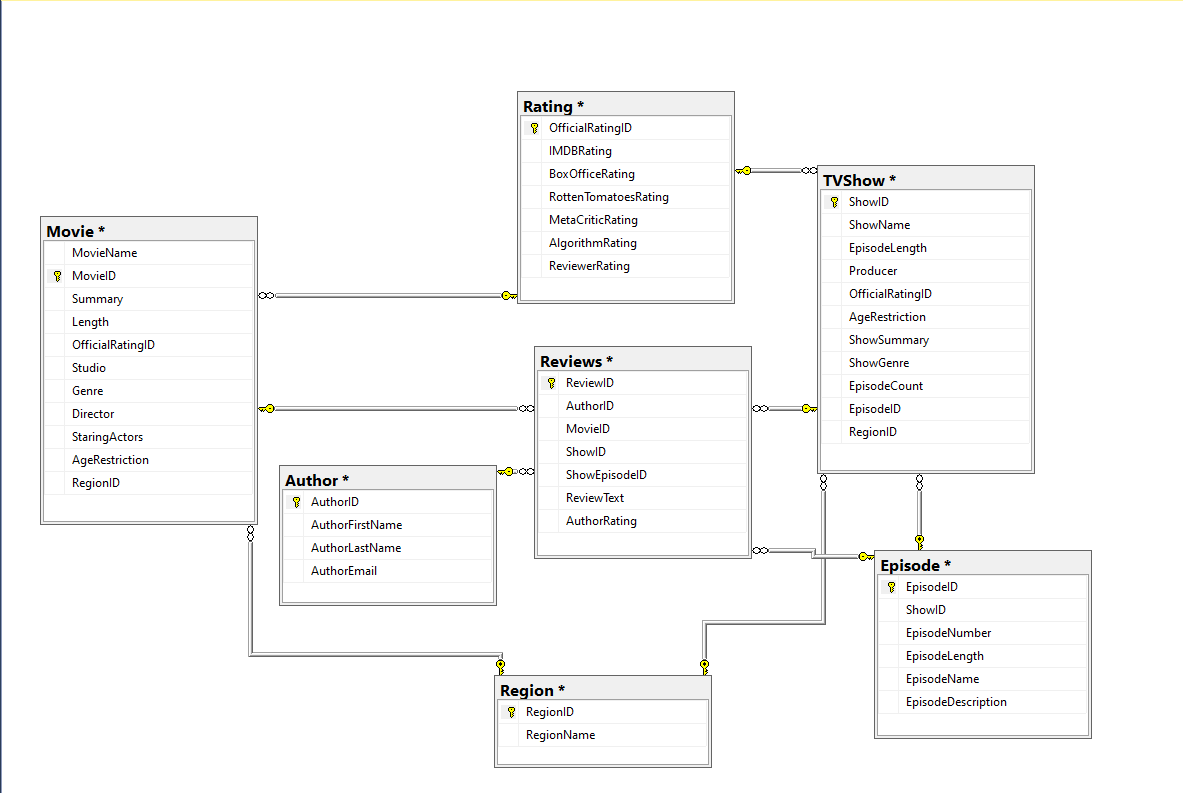 Rating *
OfficialRatingID
IMDBRating
BoxOfficeRating
RottenTomatoesRating
MetaCriticRating
AlgorithmRating
ReviewerRating
TVShow *
ShowID
ShowName
EpisodeLength
Producer
OfficialRatingID
AgeRestriction
ShowSummary
ShowGenre
EpisodeCount
EpisodeID
RegionID
Movie *
MovieName
MovieID
Summary
Length
OfficialRatingID
Studio
Genre
Director
StaringActors
AgeRestriction
RegionID
Reviews *
ReviewID
AuthorID
MovieID
ShowID
ShowEpisodeID
ReviewText
AuthorRating
Author *
AuthorID
AuthorFirstName
AuthorLastName
AuthorEmail
Episode *
EpisodeID
ShowID
EpisodeNumber
EpisodeLength
EpisodeName
EpisodeDescription
Region *
RegionID
RegionName